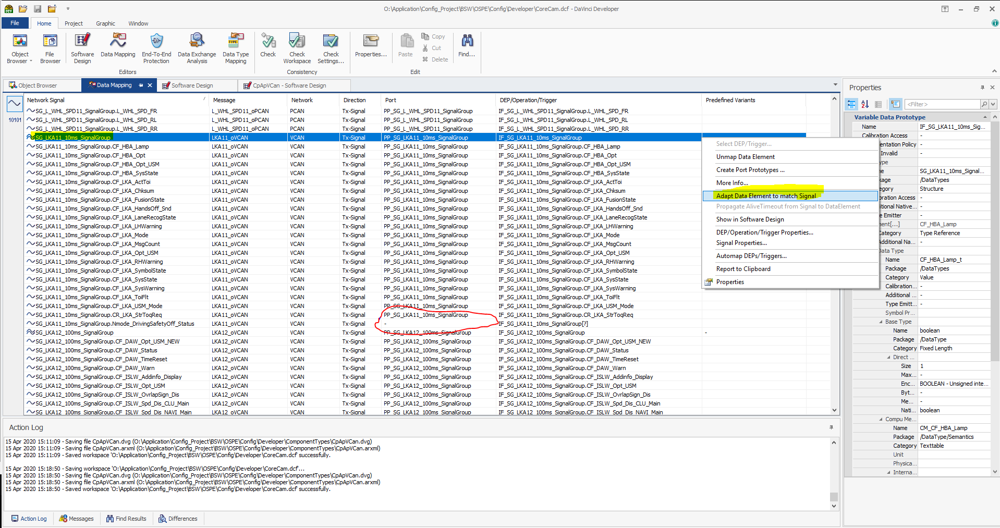 O:\Application\Config_Project\BSW\OSPE\Config\Developer\CoreCam.dcf - DaVinci Developer
File Home Project Graphic Window
Object Browser
File Browser
Software Design
Data Mapping
End-To-End Protection
Data Exchange Analysis
Data Type Mapping
Check
Check Workspace
Check Settings...
Properties...
Paste
Copy
Cut
Delete
Find...
Editors Consistency Edit
Object Browser Data Mapping Software Design CpApVCan - Software Design
10101
Network Signal Message Network Direction Port DEP/Operation/Trigger Predefined Variants
SG_L_WHL_SPD11_SignalGroup.L_WHL_SPD_FR L_WHL_SPD11_oPCAN PCAN Tx-Signal PP_SG_L_WHL_SPD11_SignalGroup IF_SG_L_WHL_SPD11_SignalGroup.L_WHL_SPD_FR
SG_L_WHL_SPD11_SignalGroup.L_WHL_SPD_RL L_WHL_SPD11_oPCAN PCAN Tx-Signal PP_SG_L_WHL_SPD11_SignalGroup IF_SG_L_WHL_SPD11_SignalGroup.L_WHL_SPD_RL
SG_L_WHL_SPD11_SignalGroup.L_WHL_SPD_RR L_WHL_SPD11_oPCAN PCAN Tx-Signal PP_SG_L_WHL_SPD11_SignalGroup IF_SG_L_WHL_SPD11_SignalGroup.L_WHL_SPD_RR
SG_LKA11_10ms_SignalGroup LKA11_oVCAN VCAN Tx-Signal PP_SG_LKA11_10ms_SignalGroup IF_SG_LKA11_10ms_SignalGroup
SG_LKA11_10ms_SignalGroup.CF_HBA_Lamp LKA11_oVCAN VCAN Tx-Signal PP_SG_LKA11_10ms_SignalGroup IF_SG_LKA11_10ms_SignalGroup.CF_HBA_Lamp
SG_LKA11_10ms_SignalGroup.CF_HBA_Opt LKA11_oVCAN VCAN Tx-Signal PP_SG_LKA11_10ms_SignalGroup IF_SG_LKA11_10ms_SignalGroup.CF_HBA_Opt
SG_LKA11_10ms_SignalGroup.CF_HBA_Opt_USM LKA11_oVCAN VCAN Tx-Signal PP_SG_LKA11_10ms_SignalGroup IF_SG_LKA11_10ms_SignalGroup.CF_HBA_Opt_USM
SG_LKA11_10ms_SignalGroup.CF_HBA_SysState LKA11_oVCAN VCAN Tx-Signal PP_SG_LKA11_10ms_SignalGroup IF_SG_LKA11_10ms_SignalGroup.CF_HBA_SysState
SG_LKA11_10ms_SignalGroup.CF_LKA_ActToi LKA11_oVCAN VCAN Tx-Signal PP_SG_LKA11_10ms_SignalGroup IF_SG_LKA11_10ms_SignalGroup.CF_LKA_ActToi
SG_LKA11_10ms_SignalGroup.CF_LKA_Chksum LKA11_oVCAN VCAN Tx-Signal PP_SG_LKA11_10ms_SignalGroup IF_SG_LKA11_10ms_SignalGroup.CF_LKA_Chksum
SG_LKA11_10ms_SignalGroup.CF_LKA_FusionState LKA11_oVCAN VCAN Tx-Signal PP_SG_LKA11_10ms_SignalGroup IF_SG_LKA11_10ms_SignalGroup.CF_LKA_FusionState
SG_LKA11_10ms_SignalGroup.CF_LKA_HandsOff_Snd LKA11_oVCAN VCAN Tx-Signal PP_SG_LKA11_10ms_SignalGroup IF_SG_LKA11_10ms_SignalGroup.CF_LKA_HandsOff_Snd
SG_LKA11_10ms_SignalGroup.CF_LKA_LaneRecogState LKA11_oVCAN VCAN Tx-Signal PP_SG_LKA11_10ms_SignalGroup IF_SG_LKA11_10ms_SignalGroup.CF_LKA_LaneRecogState
SG_LKA11_10ms_SignalGroup.CF_LKA_LHWarning LKA11_oVCAN VCAN Tx-Signal PP_SG_LKA11_10ms_SignalGroup IF_SG_LKA11_10ms_SignalGroup.CF_LKA_LHWarning
SG_LKA11_10ms_SignalGroup.CF_LKA_Mode LKA11_oVCAN VCAN Tx-Signal PP_SG_LKA11_10ms_SignalGroup IF_SG_LKA11_10ms_SignalGroup.CF_LKA_Mode
SG_LKA11_10ms_SignalGroup.CF_LKA_MsgCount LKA11_oVCAN VCAN Tx-Signal PP_SG_LKA11_10ms_SignalGroup IF_SG_LKA11_10ms_SignalGroup.CF_LKA_MsgCount
SG_LKA11_10ms_SignalGroup.CF_LKA_Opt_USM LKA11_oVCAN VCAN Tx-Signal PP_SG_LKA11_10ms_SignalGroup IF_SG_LKA11_10ms_SignalGroup.CF_LKA_Opt_USM
SG_LKA11_10ms_SignalGroup.CF_LKA_RHWarning LKA11_oVCAN VCAN Tx-Signal PP_SG_LKA11_10ms_SignalGroup IF_SG_LKA11_10ms_SignalGroup.CF_LKA_RHWarning
SG_LKA11_10ms_SignalGroup.CF_LKA_SymbolState LKA11_oVCAN VCAN Tx-Signal PP_SG_LKA11_10ms_SignalGroup IF_SG_LKA11_10ms_SignalGroup.CF_LKA_SymbolState
SG_LKA11_10ms_SignalGroup.CF_LKA_SysState LKA11_oVCAN VCAN Tx-Signal PP_SG_LKA11_10ms_SignalGroup IF_SG_LKA11_10ms_SignalGroup.CF_LKA_SysState
SG_LKA11_10ms_SignalGroup.CF_LKA_SysWarning LKA11_oVCAN VCAN Tx-Signal PP_SG_LKA11_10ms_SignalGroup IF_SG_LKA11_10ms_SignalGroup.CF_LKA_SysWarning
SG_LKA11_10ms_SignalGroup.CF_LKA_ToiFlt LKA11_oVCAN VCAN Tx-Signal PP_SG_LKA11_10ms_SignalGroup IF_SG_LKA11_10ms_SignalGroup.CF_LKA_ToiFlt
SG_LKA11_10ms_SignalGroup.CF_LKA_USM_Mode LKA11_oVCAN VCAN Tx-Signal PP_SG_LKA11_10ms_SignalGroup IF_SG_LKA11_10ms_SignalGroup.CF_LKA_USM_Mode
SG_LKA11_10ms_SignalGroup.CR_LKA_StrToqReq LKA11_oVCAN VCAN Tx-Signal PP_SG_LKA11_10ms_SignalGroup IF_SG_LKA11_10ms_SignalGroup.CR_LKA_StrToqReq
SG_LKA11_10ms_SignalGroup.Nmode_DrivingSafetyOff_Status LKA11_oVCAN VCAN Tx-Signal - IF_SG_LKA11_10ms_SignalGroup[?]
SG_LKA12_100ms_SignalGroup LKA12_oVCAN VCAN Tx-Signal PP_SG_LKA12_100ms_SignalGroup IF_SG_LKA12_100ms_SignalGroup -
SG_LKA12_100ms_SignalGroup.CF_DAW_Opt_USM_NEW LKA12_oVCAN VCAN Tx-Signal PP_SG_LKA12_100ms_SignalGroup IF_SG_LKA12_100ms_SignalGroup.CF_DAW_Opt_USM_NEW
SG_LKA12_100ms_SignalGroup.CF_DAW_Status LKA12_oVCAN VCAN Tx-Signal PP_SG_LKA12_100ms_SignalGroup IF_SG_LKA12_100ms_SignalGroup.CF_DAW_Status
SG_LKA12_100ms_SignalGroup.CF_DAW_TimeReset LKA12_oVCAN VCAN Tx-Signal PP_SG_LKA12_100ms_SignalGroup IF_SG_LKA12_100ms_SignalGroup.CF_DAW_TimeReset
SG_LKA12_100ms_SignalGroup.CF_DAW_Warn LKA12_oVCAN VCAN Tx-Signal PP_SG_LKA12_100ms_SignalGroup IF_SG_LKA12_100ms_SignalGroup.CF_DAW_Warn
SG_LKA12_100ms_SignalGroup.CF_ISLW_Addinfo_Display LKA12_oVCAN VCAN Tx-Signal PP_SG_LKA12_100ms_SignalGroup IF_SG_LKA12_100ms_SignalGroup.CF_ISLW_Addinfo_Display
SG_LKA12_100ms_SignalGroup.CF_ISLW_Opt_USM LKA12_oVCAN VCAN Tx-Signal PP_SG_LKA12_100ms_SignalGroup IF_SG_LKA12_100ms_SignalGroup.CF_ISLW_Opt_USM
SG_LKA12_100ms_SignalGroup.CF_ISLW_OvrlapSign_Dis LKA12_oVCAN VCAN Tx-Signal PP_SG_LKA12_100ms_SignalGroup IF_SG_LKA12_100ms_SignalGroup.CF_ISLW_OvrlapSign_Dis
SG_LKA12_100ms_SignalGroup.CF_ISLW_Spd_Dis_CLU_Main LKA12_oVCAN VCAN Tx-Signal PP_SG_LKA12_100ms_SignalGroup IF_SG_LKA12_100ms_SignalGroup.CF_ISLW_Spd_Dis_CLU_Main
SG_LKA12_100ms_SignalGroup.CF_ISLW_Spd_Dis_NAVI_Main LKA12_oVCAN VCAN Tx-Signal PP_SG_LKA12_100ms_SignalGroup IF_SG_LKA12_100ms_SignalGroup.CF_ISLW_Spd_Dis_NAVI_Main
Select DEP/Trigger...
Unmap Data Element
Create Port Prototypes ...
More Info...
Adapt Data Element to match Signal
Propagate AliveTimeout from Signal to DataElement
Show in Software Design
DEP/Operation/Trigger Properties...
Signal Properties...
Automap DEPs/Triggers...
Report to Clipboard
Properties
Properties
<Filter>
Variable Data Prototype
Name IF_SG_LKA11_10ms_Sig...
Calibration Access -
entation Policy -
Invalid -
ype
e SG_LKA11_10ms_Signal...
kage /DataTypes
egory Structure
bration Access -
itional Native... -
e Emitter -
ent[...] CF_HBA_Lamp
Category Type Reference
Additional Na... -
Data Type
Name CF_HBA_Lamp_t
Package /DataTypes
Category Value
Calibration... -
Additional ... -
Type Emitt... -
Symbol Pr...
Base Type
Name boolean
Package /DataType
Category Fixed Length
Direct ...
Size 1
Max... -
Enc... BOOLEAN - Unsigned inte...
Byt... -
Me... -
Nati... boolean
Compu Me...
Name CM_CF_HBA_Lamp
Package /DataType/Semantics
Category Texttable
Unit
Physica...
Interna...
Action Log
15 Apr 2020 15:11:09 - Saving file CpApVCan.dvg (O:\Application\Config_Project\BSW\OSPE\Config\Developer\ComponentTypes\CpApVCan.dvg)
15 Apr 2020 15:11:09 - Saving file CpApVCan.arxml (O:\Application\Config_Project\BSW\OSPE\Config\Developer\ComponentTypes\CpApVCan.arxml)
15 Apr 2020 15:11:09 - Saved workspace 'O:\Application\Config_Project\BSW\OSPE\Config\Developer\CoreCam.dcf' successfully.
15 Apr 2020 15:18:50 - Saving workspace 'O:\Application\Config_Project\BSW\OSPE\Config\Developer\CoreCam.dcf'...
15 Apr 2020 15:18:50 - Saving file CpApVCan.dvg (O:\Application\Config_Project\BSW\OSPE\Config\Developer\ComponentTypes\CpApVCan.dvg)
15 Apr 2020 15:18:50 - Saving file CpApVCan.arxml (O:\Application\Config_Project\BSW\OSPE\Config\Developer\ComponentTypes\CpApVCan.arxml)
15 Apr 2020 15:18:50 - Saved workspace 'O:\Application\Config_Project\BSW\OSPE\Config\Developer\CoreCam.dcf' successfully.
Action Log Messages Find Results Differences